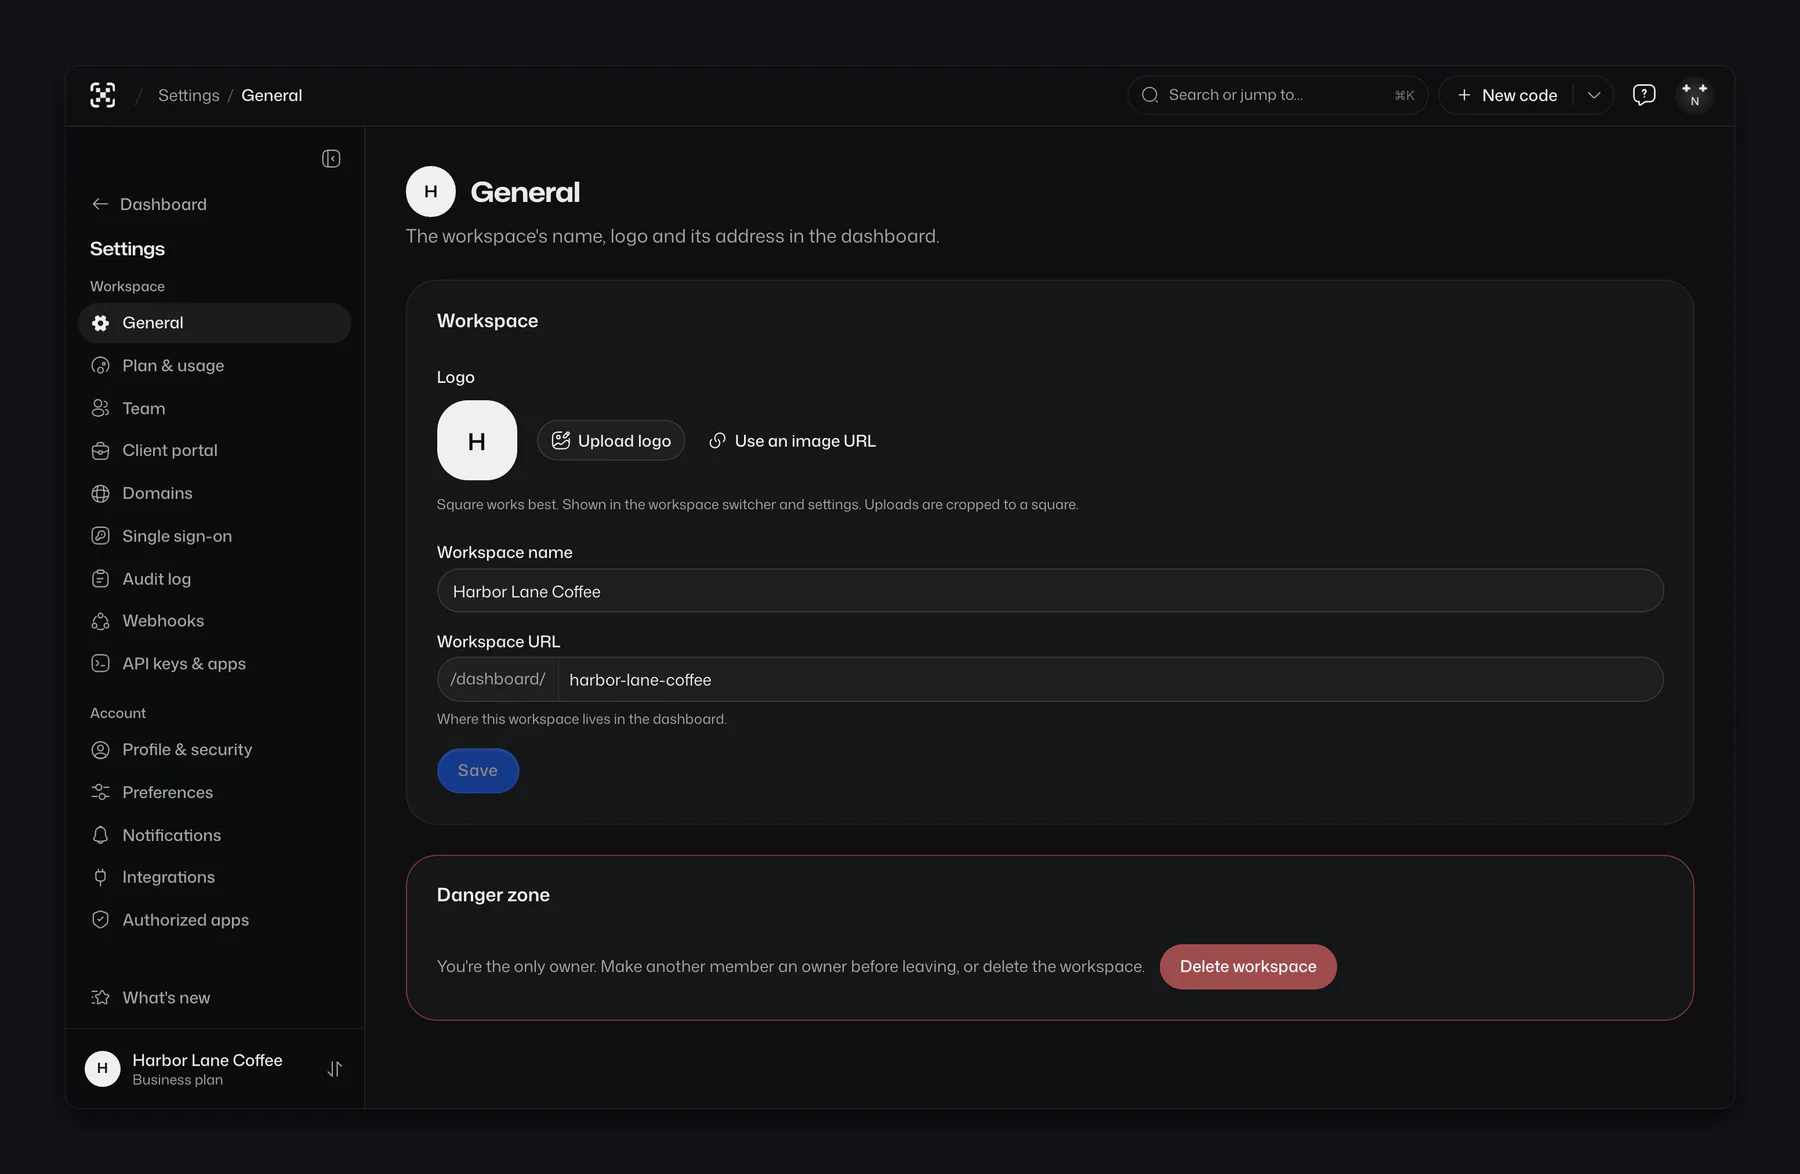 Settings / General
Search or jump to... ⌘K
+ New code
N
Dashboard
Settings
Workspace
General
Plan & usage
Team
Client portal
Domains
Single sign-on
Audit log
Webhooks
API keys & apps
Account
Profile & security
Preferences
Notifications
Integrations
Authorized apps
What's new
H
Harbor Lane Coffee
Business plan
H
General
The workspace's name, logo and its address in the dashboard.
Workspace
Logo
H
Upload logo
Use an image URL
Square works best. Shown in the workspace switcher and settings. Uploads are cropped to a square.
Workspace name
Harbor Lane Coffee
Workspace URL
/dashboard/ harbor-lane-coffee
Where this workspace lives in the dashboard.
Save
Danger zone
You're the only owner. Make another member an owner before leaving, or delete the workspace.
Delete workspace